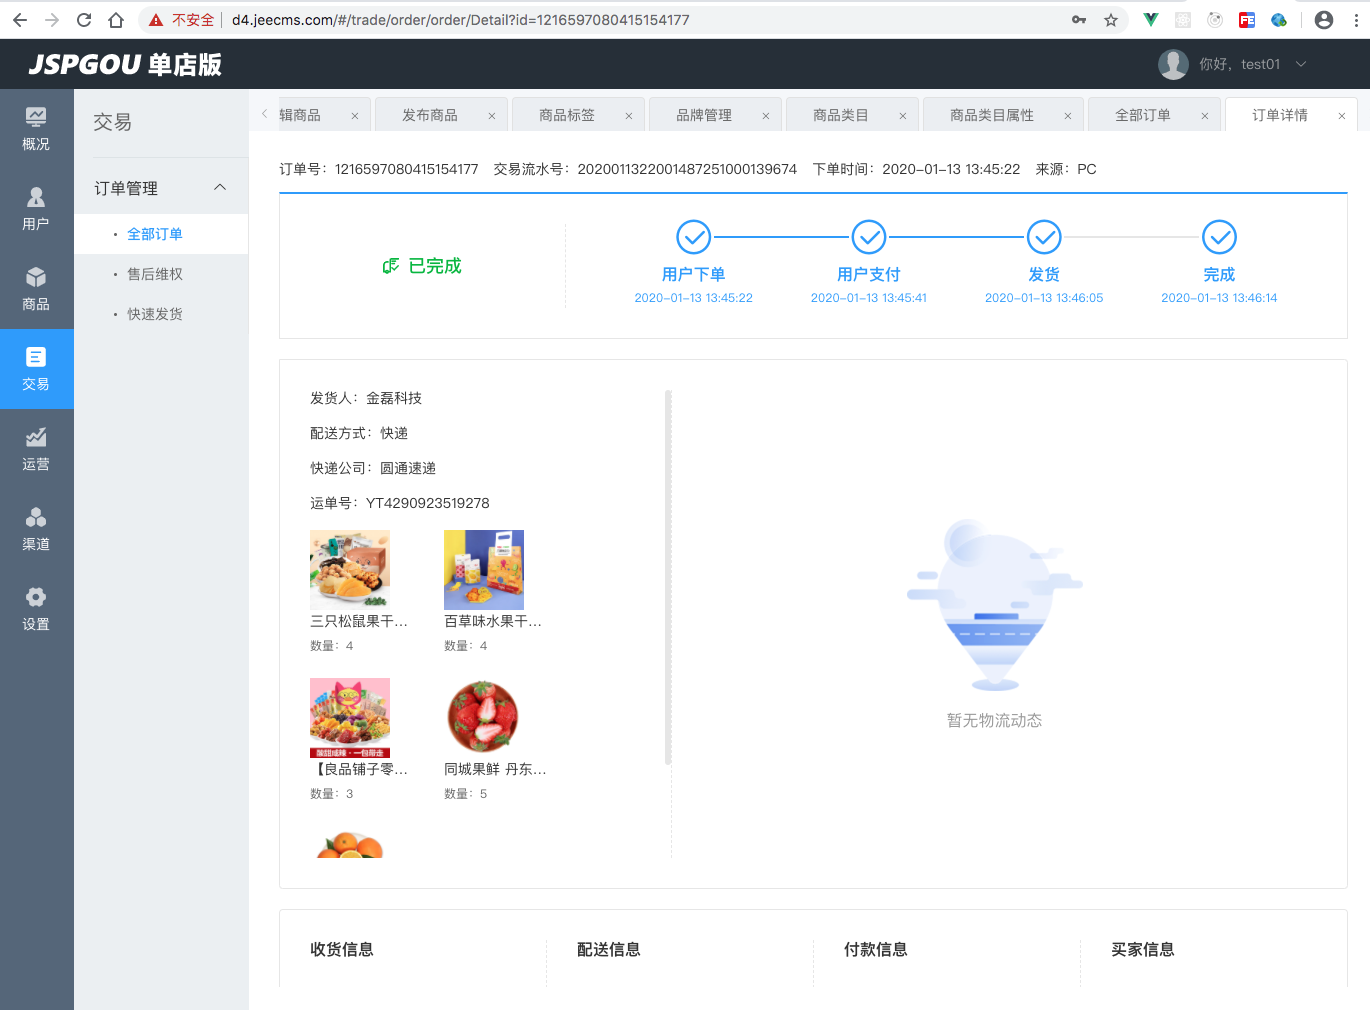 不安全 d4.jeecms.com/#/trade/order/order/Detail?id=1216597080415154177
JSPGOU 单店版
你好，test01
概况
用户
商品
交易
运营
渠道
设置
交易
订单管理
全部订单
售后维权
快速发货
辑商品 × 发布商品 × 商品标签 × 品牌管理 × 商品类目 × 商品类目属性 × 全部订单 × 订单详情 ×
订单号：1216597080415154177 交易流水号：2020011322001487251000139674 下单时间：2020-01-13 13:45:22 来源：PC
已完成
用户下单 用户支付 发货 完成
2020-01-13 13:45:22 2020-01-13 13:45:41 2020-01-13 13:46:05 2020-01-13 13:46:14
发货人：金磊科技
配送方式：快递
快递公司：圆通速递
运单号：YT4290923519278
三只松鼠果干... 百草味水果干...
数量：4 数量：4
酸甜咸辣·一包带走
【良品铺子零... 同城果鲜 丹东...
数量：3 数量：5
暂无物流动态
收货信息 配送信息 付款信息 买家信息